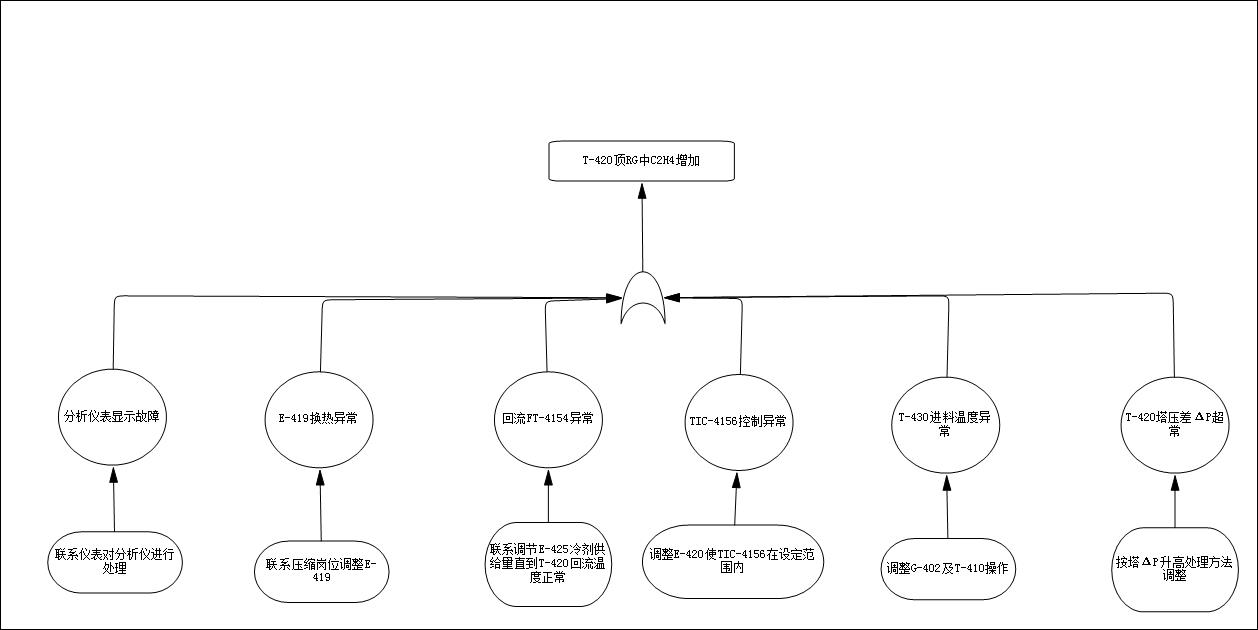 T-420顶RG中C2H4增加
分析仪表显示故障
E-419换热异常
回流FT-4154异常
TIC-4156控制异常
T-430进料温度异
常
T-420塔压差ΔP超
常
联系仪表对分析仪进行
处理
联系压缩岗位调整E-
419
联系调节E-425冷剂供
给量直到T-420回流温
度正常
调整E-420使TIC-4156在设定范
围内
调整G-402及T-410操作
按塔ΔP升高处理方法
调整